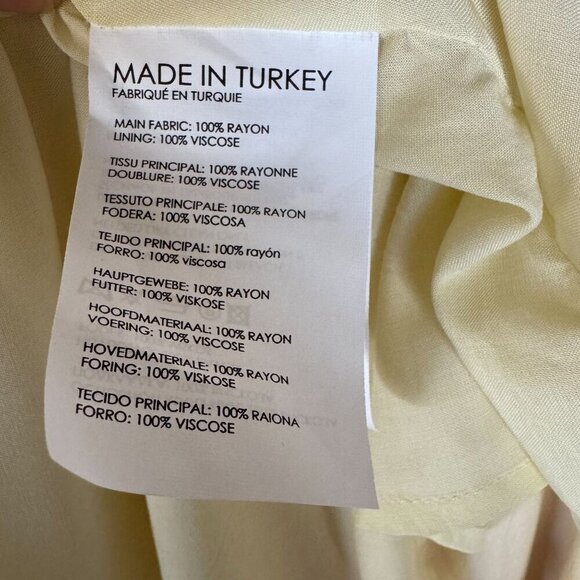 MADE IN TURKEY
FABRIQUÉ EN TURQUIE
MAIN FABRIC: 100% RAYON
LINING: 100% VISCOSE
TISSU PRINCIPAL: 100% RAYONNE
DOUBLURE: 100% VISCOSE
TESSUTO PRINCIPALE: 100% RAYON
FODERA: 100% VISCOSA
TEJIDO PRINCIPAL: 100% rayón
FORRO: 100% viscosa
HAUPTGEWEBE: 100% RAYON
FUTTER: 100% VISKOSE
HOOFDMATERIAAL: 100% RAYON
VOERING: 100% VISCOSE
HOVEDMATERIALE: 100% RAYON
FORING: 100% VISKOSE
TECIDO PRINCIPAL: 100% RAIONA
FORRO: 100% VISCOSE